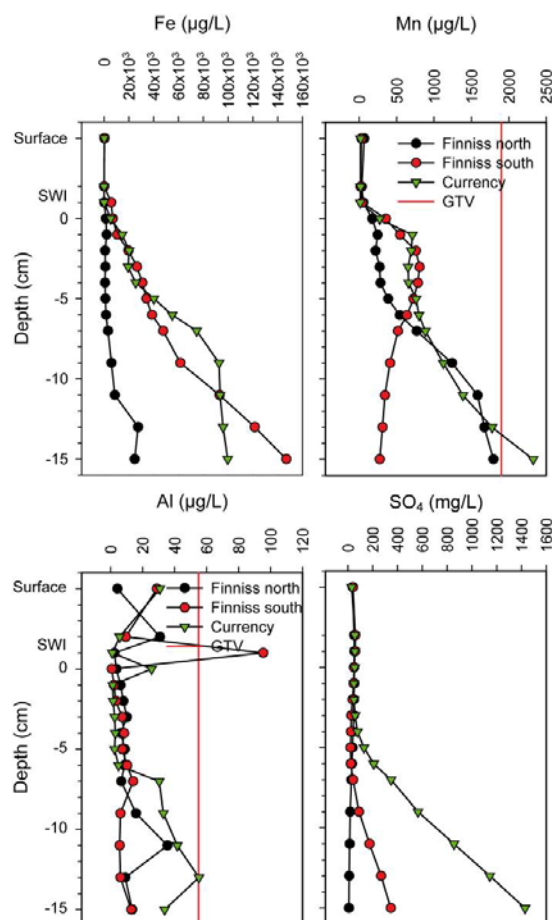 Fe (µg/L)
0
20x10³
40x10³
60x10³
80x10³
100x10³
120x10³
140x10³
160x10³
Mn (µg/L)
0
500
1000
1500
2000
2500
Surface
SWI
0
-5
-10
-15
Depth (cm)
Finniss north
Finniss south
Currency
GTV
Al (µg/L)
0
20
40
60
80
100
120
SO₄ (mg/L)
0
200
400
600
800
1000
1200
1400
1600
Surface
SWI
0
-5
-10
-15
Depth (cm)
Finniss north
Finniss south
Currency
GTV